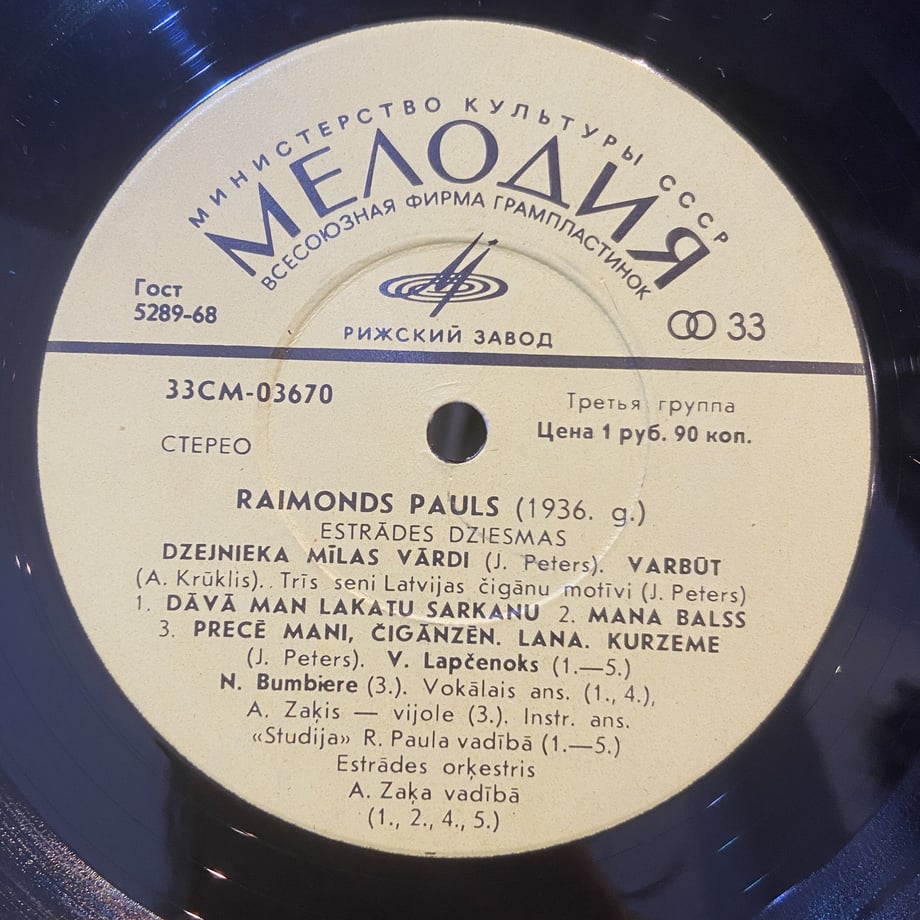 МИНИСТЕРСТВО КУЛЬТУРЫ СССР
МЕЛОДИЯ
ВСЕСОЮЗНАЯ ФИРМА ГРАМПЛАСТИНОК
Гост
5289-68
РИЖСКИЙ ЗАВОД
33
33СМ-03670
Третья группа
Цена 1 руб. 90 коп.
СТЕРЕО
RAIMONDS PAULS (1936. g.)
ESTRĀDES DZIESMAS
DZEJNIEKA MĪLAS VĀRDI (J. Peters). VARBŪT
(A. Krūklis). Trīs seni Latvijas čigānu motīvi (J. Peters)
1. DĀVĀ MAN LAKATU SARKANU 2. MANA BALSS
3. PRECĒ MANI, ČIGĀNZĒN. LANA. KURZEME
(J. Peters). V. Lapčenoks (1.—5.)
N. Bumbiere (3.). Vokālais ans. (1., 4.),
A. Zaķis — vijole (3.). Instr. ans.
«Studija» R. Paula vadībā (1.—5.)
Estrādes orķestris
A. Zaķa vadībā
(1., 2., 4., 5.)